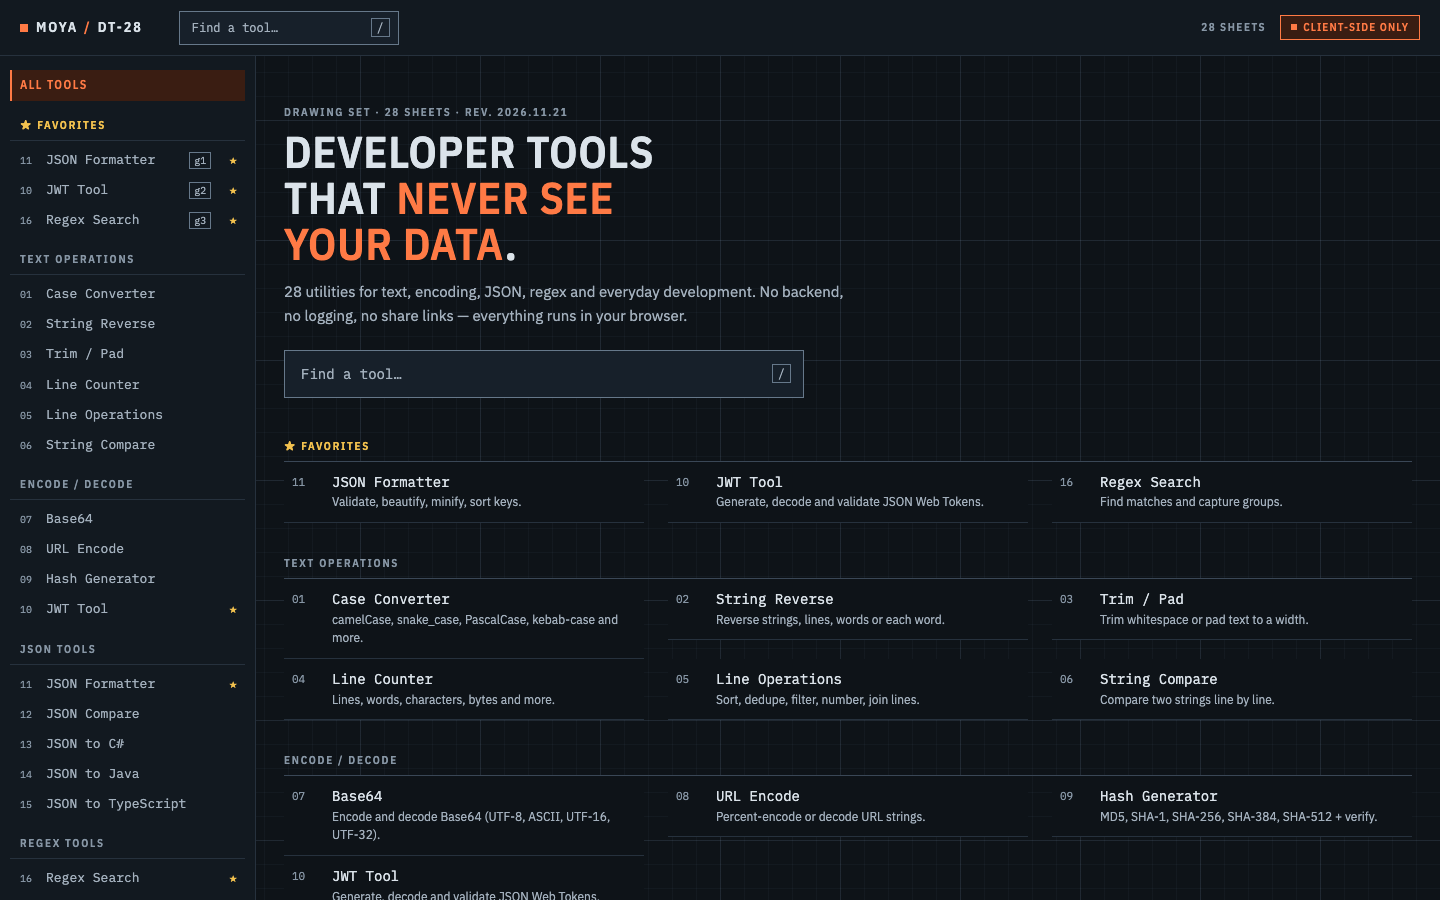 MOYA / DT-28
Find a tool…
/
28 SHEETS
CLIENT-SIDE ONLY
ALL TOOLS
FAVORITES
11 JSON Formatter g1
10 JWT Tool g2
16 Regex Search g3
TEXT OPERATIONS
01 Case Converter
02 String Reverse
03 Trim / Pad
04 Line Counter
05 Line Operations
06 String Compare
ENCODE / DECODE
07 Base64
08 URL Encode
09 Hash Generator
10 JWT Tool
JSON TOOLS
11 JSON Formatter
12 JSON Compare
13 JSON to C#
14 JSON to Java
15 JSON to TypeScript
REGEX TOOLS
16 Regex Search
DRAWING SET · 28 SHEETS · REV. 2026.11.21
DEVELOPER TOOLS
THAT NEVER SEE
YOUR DATA.
28 utilities for text, encoding, JSON, regex and everyday development. No backend,
no logging, no share links — everything runs in your browser.
Find a tool…
/
FAVORITES
11 JSON Formatter
Validate, beautify, minify, sort keys.
10 JWT Tool
Generate, decode and validate JSON Web Tokens.
16 Regex Search
Find matches and capture groups.
TEXT OPERATIONS
01 Case Converter
camelCase, snake_case, PascalCase, kebab-case and
more.
02 String Reverse
Reverse strings, lines, words or each word.
03 Trim / Pad
Trim whitespace or pad text to a width.
04 Line Counter
Lines, words, characters, bytes and more.
05 Line Operations
Sort, dedupe, filter, number, join lines.
06 String Compare
Compare two strings line by line.
ENCODE / DECODE
07 Base64
Encode and decode Base64 (UTF-8, ASCII, UTF-16,
UTF-32).
08 URL Encode
Percent-encode or decode URL strings.
09 Hash Generator
MD5, SHA-1, SHA-256, SHA-384, SHA-512 + verify.
10 JWT Tool
Generate, decode and validate JSON Web Tokens.